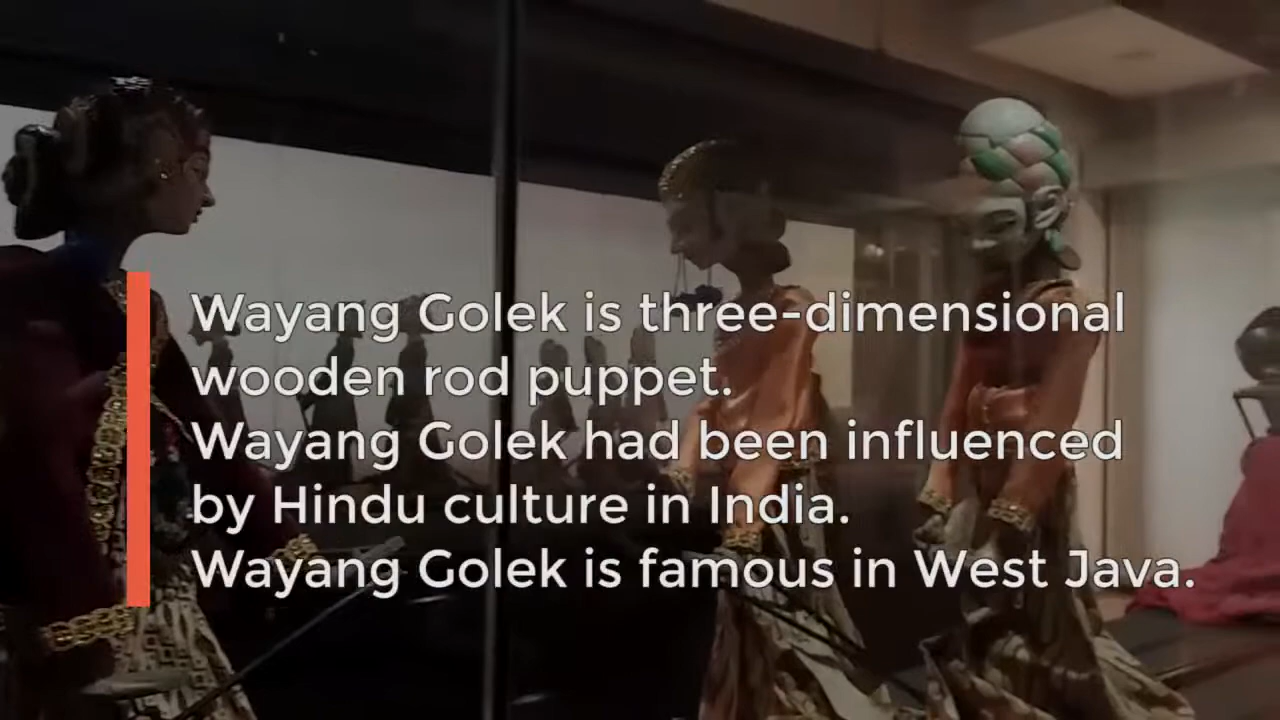 Wayang Golek is three-dimensional
wooden rod puppet.
Wayang Golek had been influenced
by Hindu culture in India.
Wayang Golek is famous in West Java.